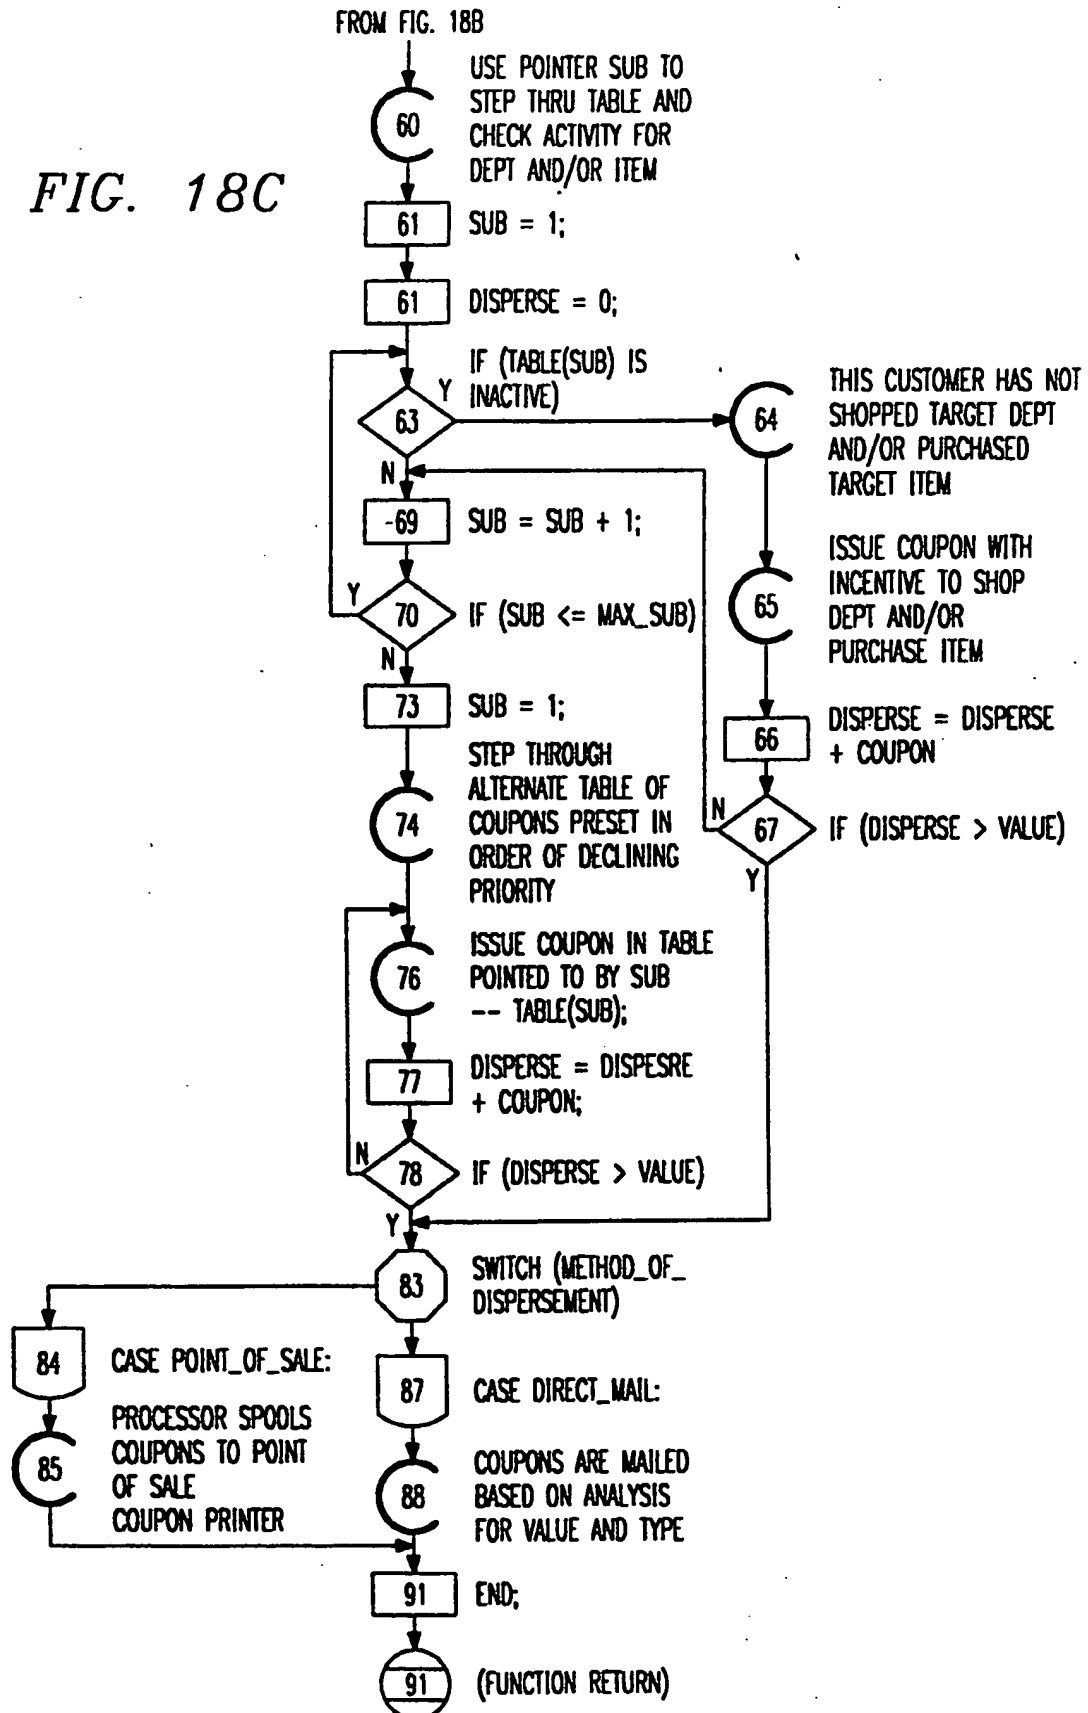 FROM FIG. 18B
USE POINTER SUB TO
STEP THRU TABLE AND
CHECK ACTIVITY FOR
DEPT AND/OR ITEM
60
FIG. 18C
61
SUB = 1;
61
DISPERSE = 0;
IF (TABLE(SUB) IS
INACTIVE)
Y
63
N
64
THIS CUSTOMER HAS NOT
SHOPPED TARGET DEPT
AND/OR PURCHASED
TARGET ITEM
-69
SUB = SUB + 1;
65
ISSUE COUPON WITH
INCENTIVE TO SHOP
DEPT AND/OR
PURCHASE ITEM
Y
70
IF (SUB <= MAX_SUB)
N
73
SUB = 1;
66
DISPERSE = DISPERSE
+ COUPON
N
67
IF (DISPERSE > VALUE)
Y
74
STEP THROUGH
ALTERNATE TABLE OF
COUPONS PRESET IN
ORDER OF DECLINING
PRIORITY
76
ISSUE COUPON IN TABLE
POINTED TO BY SUB
-- TABLE(SUB);
77
DISPERSE = DISPESRE
+ COUPON;
N
78
IF (DISPERSE > VALUE)
Y
83
SWITCH (METHOD_OF_
DISPERSEMENT)
84
CASE POINT_OF_SALE:
87
CASE DIRECT_MAIL:
85
PROCESSOR SPOOLS
COUPONS TO POINT
OF SALE
COUPON PRINTER
88
COUPONS ARE MAILED
BASED ON ANALYSIS
FOR VALUE AND TYPE
91
END;
91
(FUNCTION RETURN)